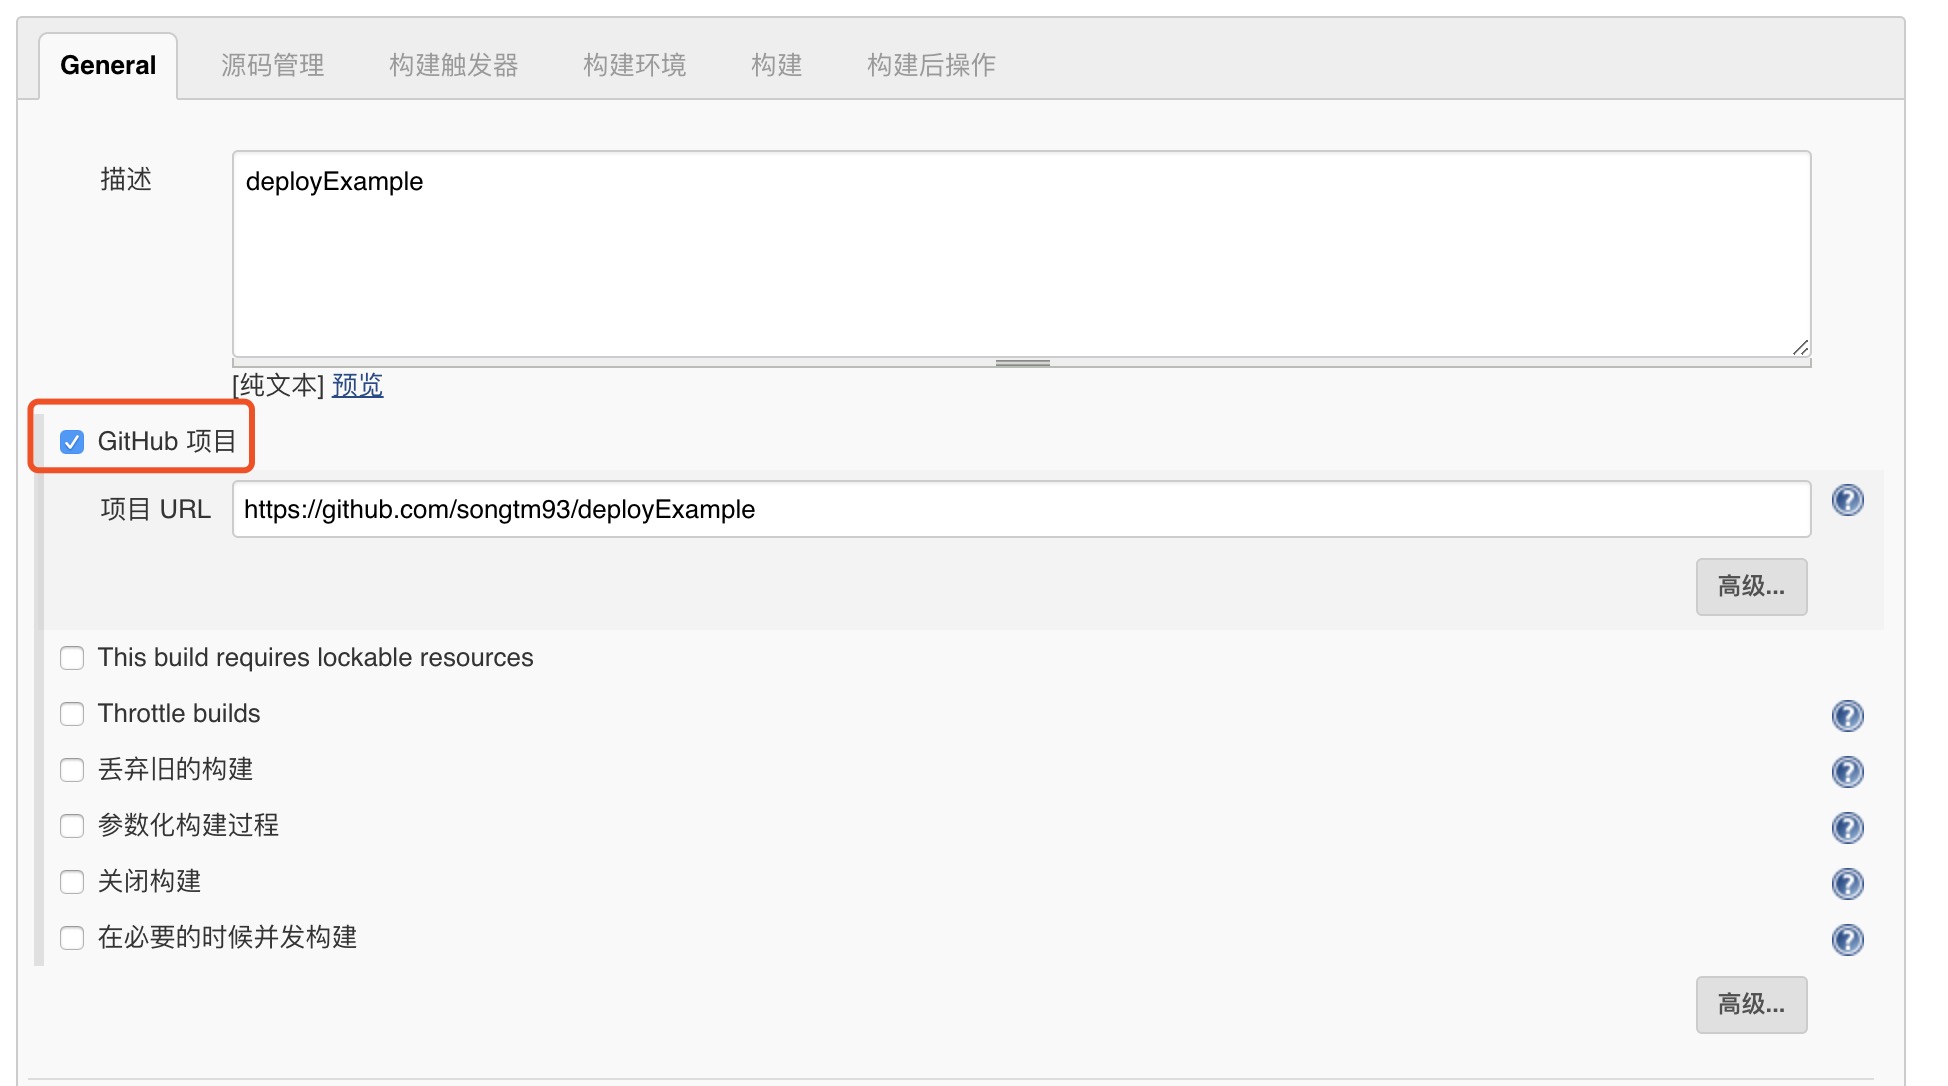 General 源码管理 构建触发器 构建环境 构建 构建后操作
描述 deployExample
[纯文本] 预览
GitHub 项目
项目 URL https://github.com/songtm93/deployExample
高级...
This build requires lockable resources
Throttle builds
丢弃旧的构建
参数化构建过程
关闭构建
在必要的时候并发构建
高级...